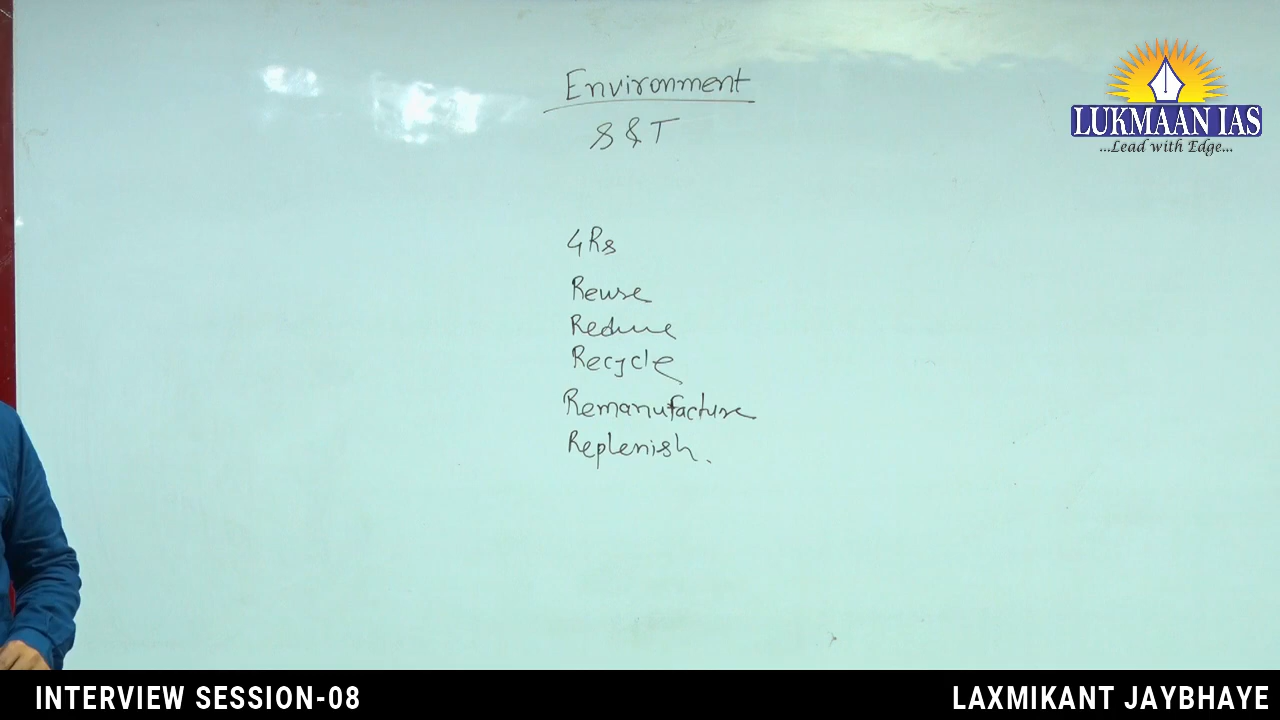 Environment
S & T
4Rs
Reuse
Reduce
Recycle
Remanufacture
Replenish.
LUKMAAN IAS
...Lead with Edge...
INTERVIEW SESSION-08
LAXMIKANT JAYBHAYE